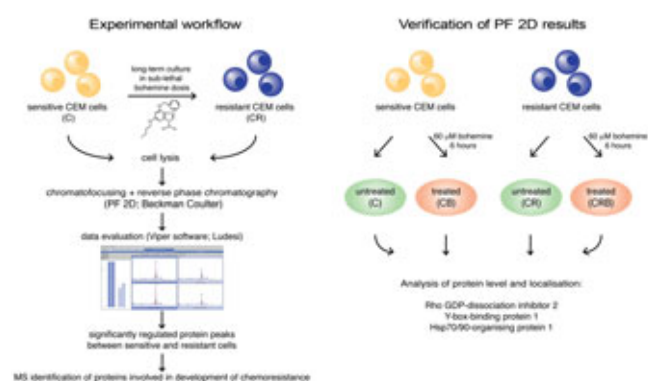 Experimental workflow
long-term culture
in sub-lethal
bohemine dosis
sensitive CEM cells
(C)
resistant CEM cells
(CR)
cell lysis
chromatofocusing + reverse phase chromatography
(PF 2D; Beckman Coulter)
data evaluation (Viper software; Ludesi)
significantly regulated protein peaks
between sensitive and resistant cells
MS identification of proteins involved in development of chemoresistance
Verification of PF 2D results
sensitive CEM cells
resistant CEM cells
60 µM bohemine
6 hours
60 µM bohemine
6 hours
untreated
(C)
treated
(CB)
untreated
(CR)
treated
(CRB)
Analysis of protein level and localisation:
Rho GDP-dissociation inhibitor 2
Y-box-binding protein 1
Hsp70/90-organising protein 1